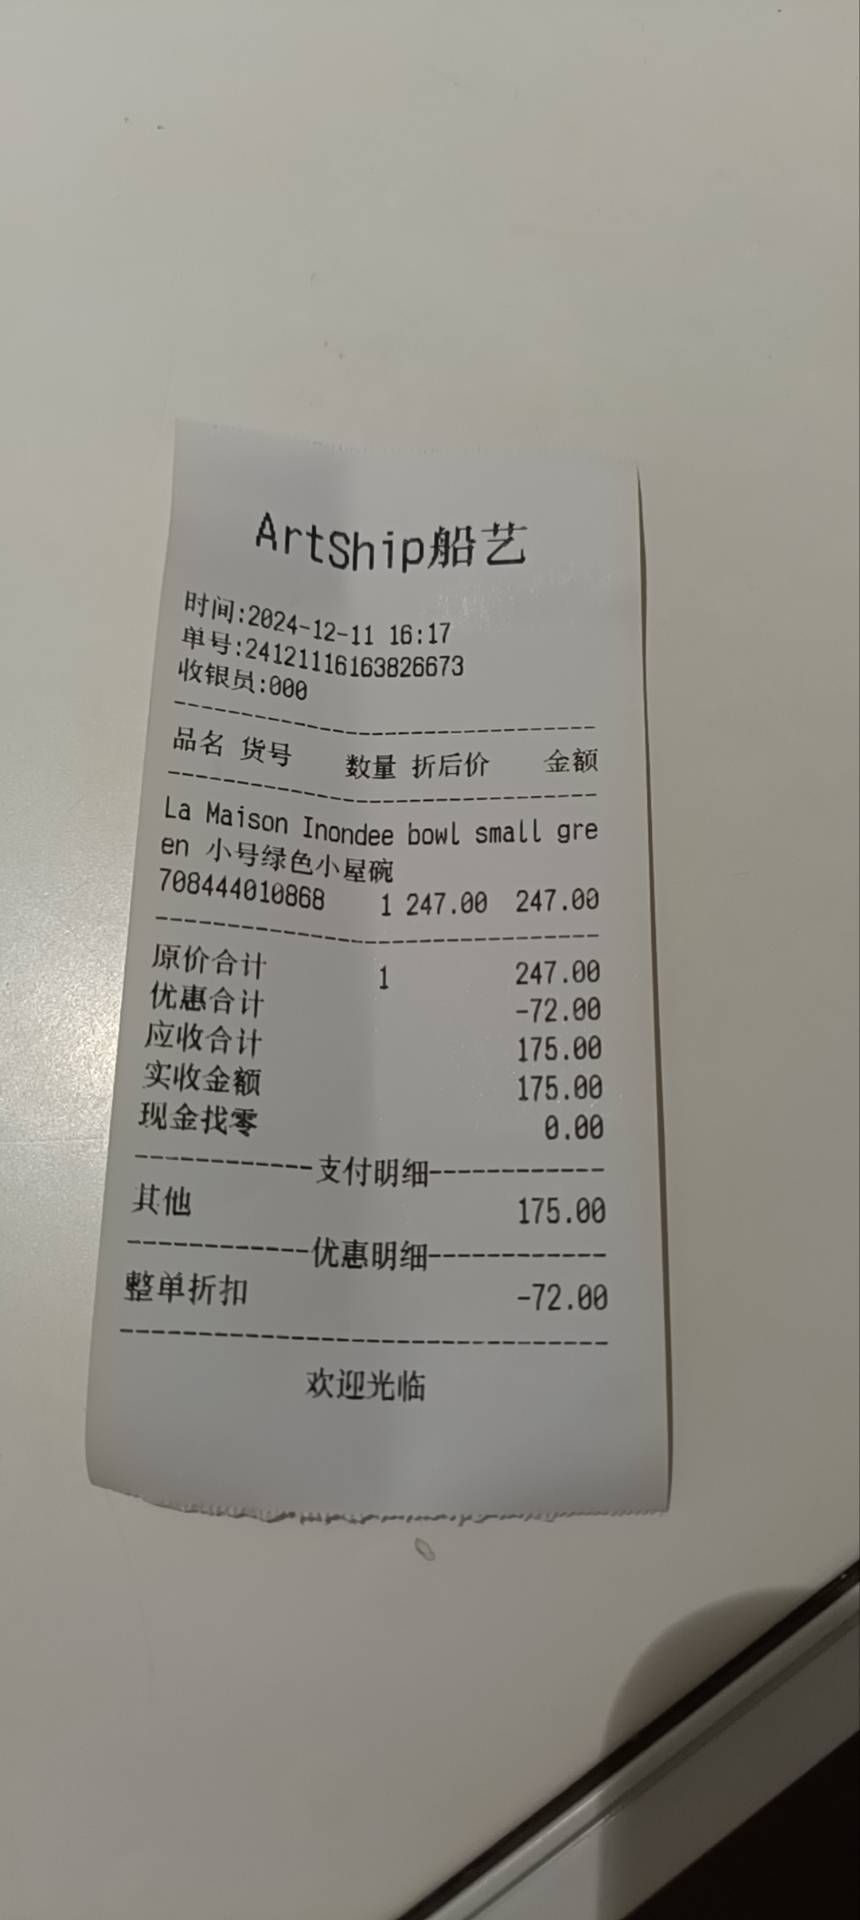 ArtShip船艺
时间:2024-12-11 16:17
单号:24121116163826673
收银员:000
--------------------------------
品名 货号 数量 折后价 金额
--------------------------------
La Maison Inondee bowl small gre
en 小号绿色小屋碗
708444010868 1 247.00 247.00
--------------------------------
原价合计 1 247.00
优惠合计 -72.00
应收合计 175.00
实收金额 175.00
现金找零 0.00
------------支付明细------------
其他 175.00
------------优惠明细------------
整单折扣 -72.00
--------------------------------
欢迎光临